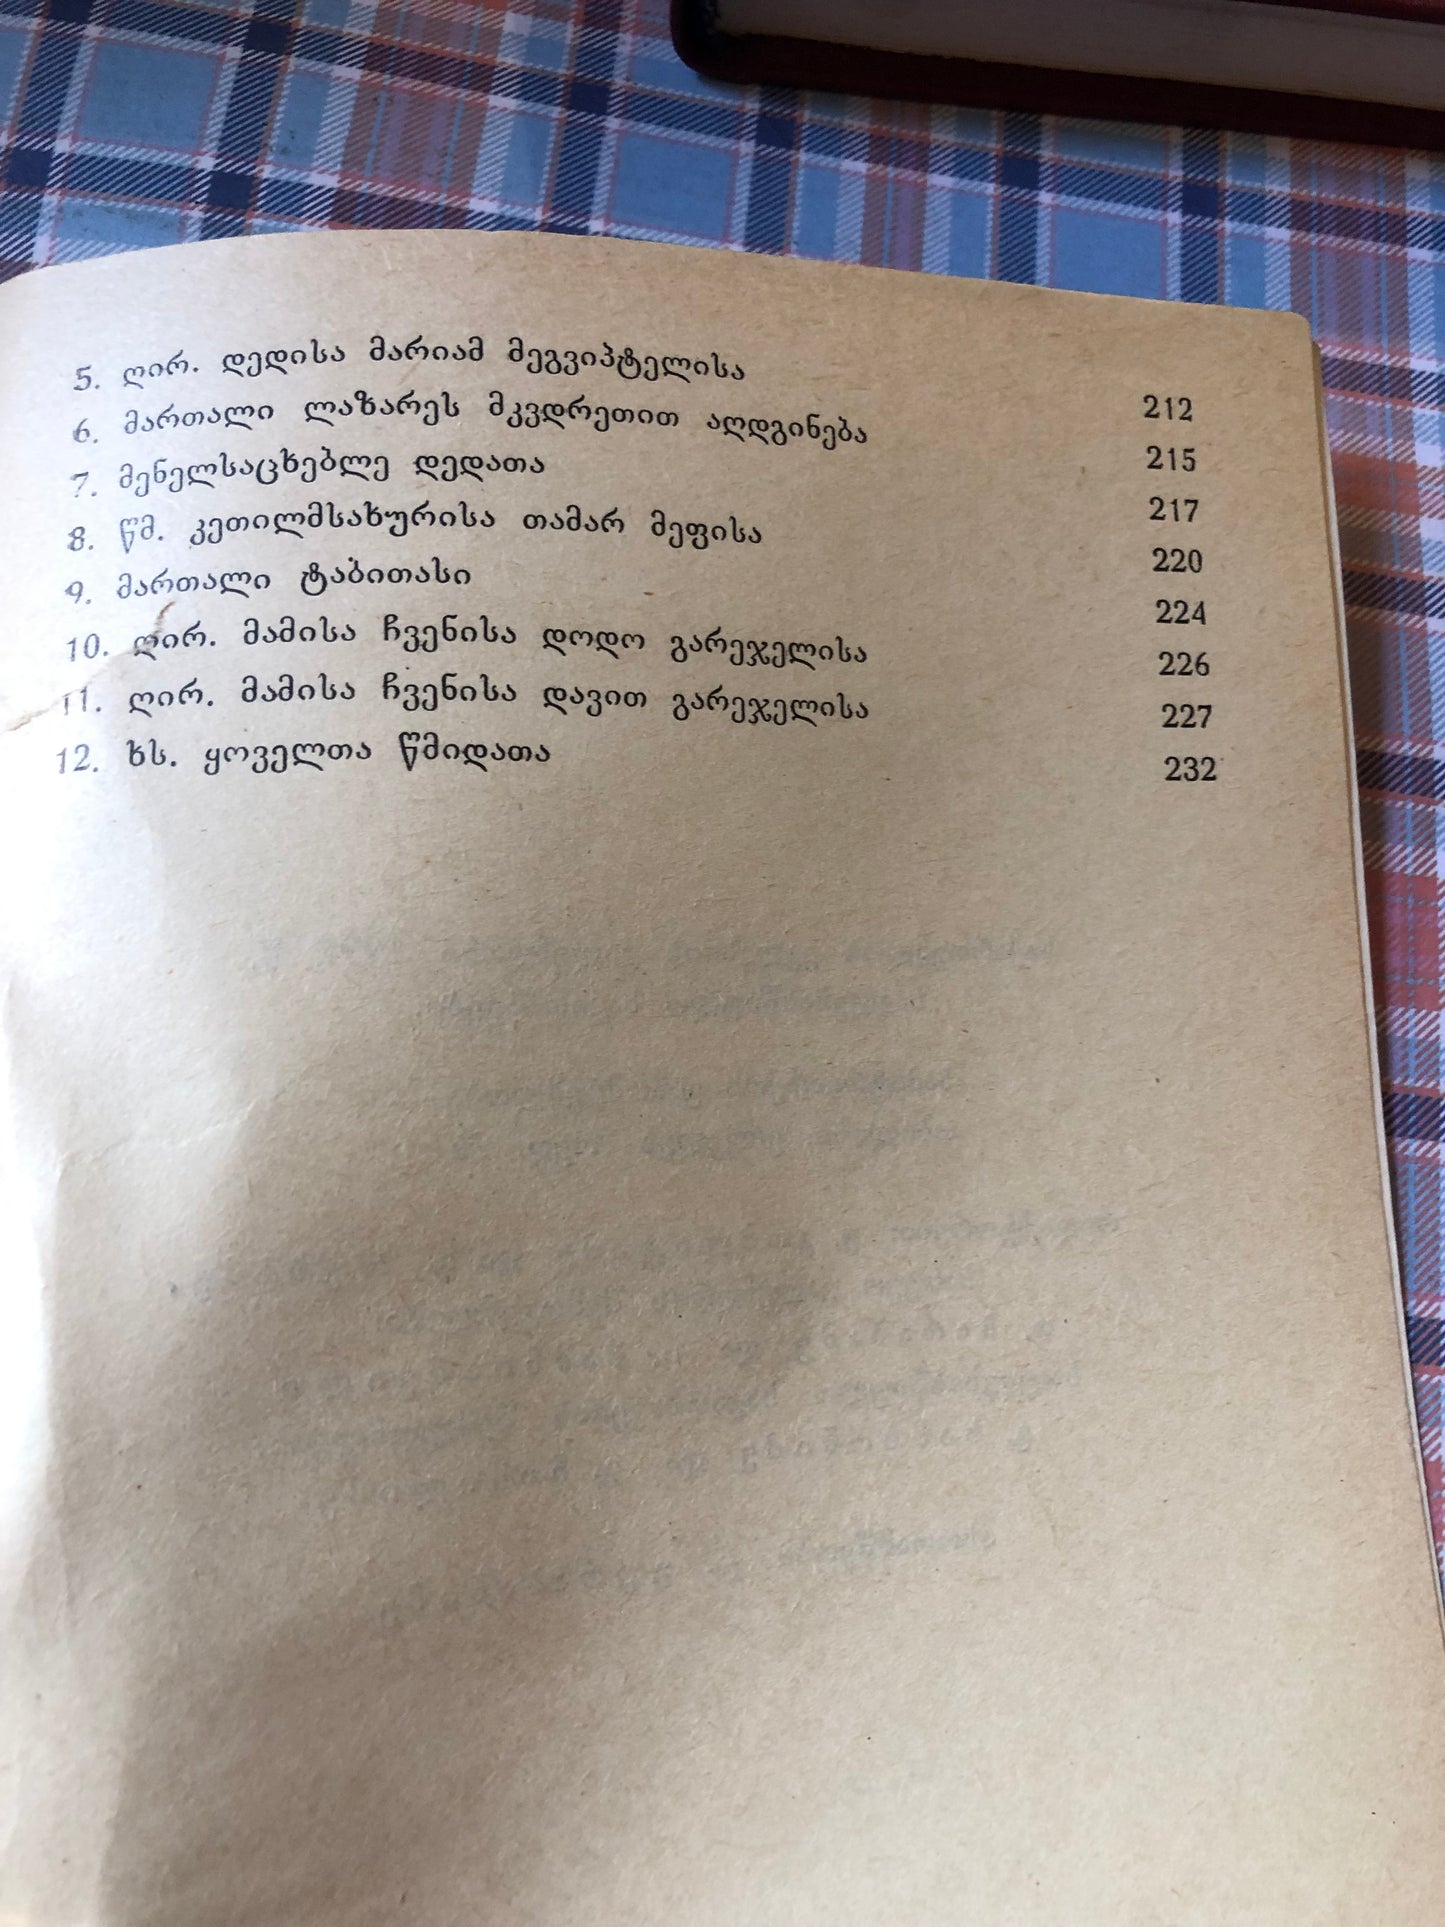 5. ღირ. დედისა მარიამ მეგვიპტელისა 212
6. მართალი ლაზარეს მკვდრეთით აღდგინება 215
7. მენელსაცხებლე დედათა 217
8. წმ. კეთილმსახურისა თამარ მეფისა 220
9. მართალი ტაბითასი 224
10. ღირ. მამისა ჩვენისა დოდო გარეჯელისა 226
11. ღირ. მამისა ჩვენისა დავით გარეჯელისა 227
12. ხს. ყოველთა წმიდათა 232